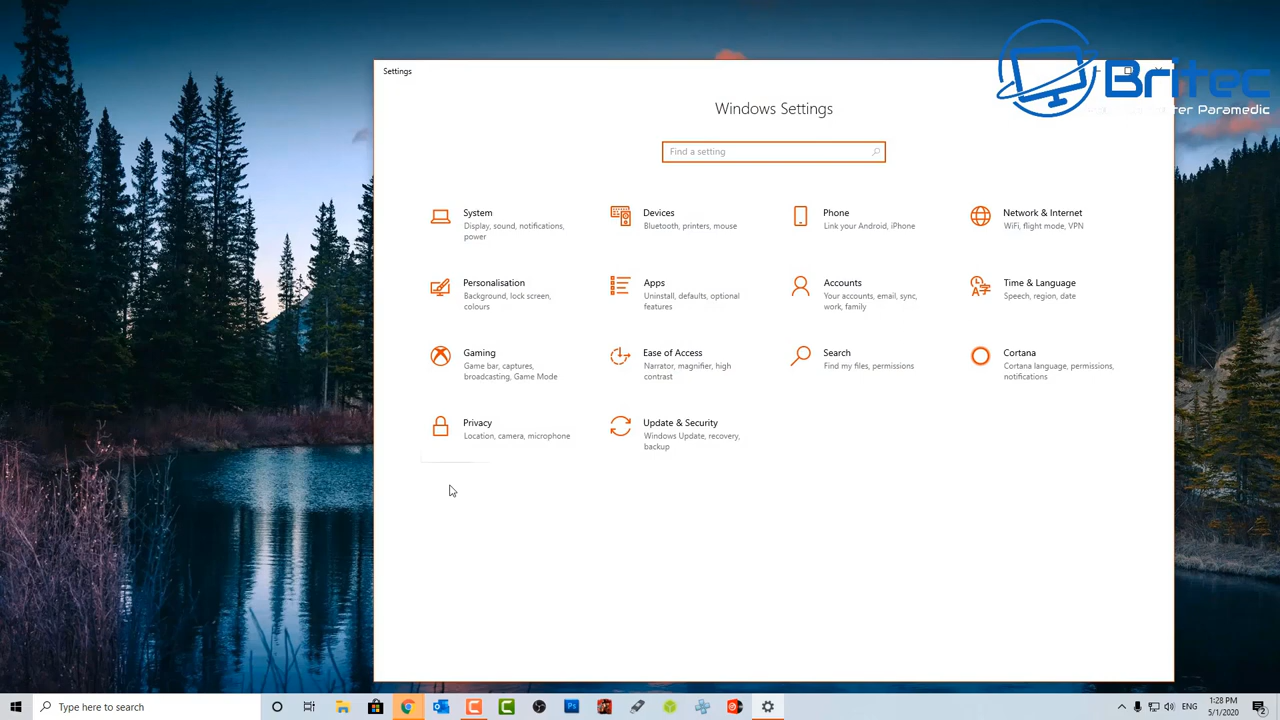 Settings
Britec
ter Paramedic
Windows Settings
Find a setting
System
Display, sound, notifications,
power
Devices
Bluetooth, printers, mouse
Phone
Link your Android, iPhone
Network & Internet
WiFi, flight mode, VPN
Personalisation
Background, lock screen,
colours
Apps
Uninstall, defaults, optional
features
Accounts
Your accounts, email, sync,
work, family
Time & Language
Speech, region, date
Gaming
Game bar, captures,
broadcasting, Game Mode
Ease of Access
Narrator, magnifier, high
contrast
Search
Find my files, permissions
Cortana
Cortana language, permissions,
notifications
Privacy
Location, camera, microphone
Update & Security
Windows Update, recovery,
backup
Type here to search
ENG
1:28 PM
5/1/2020
2